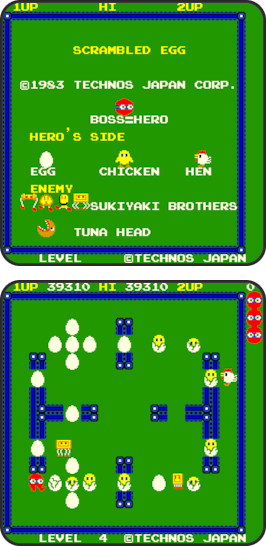 1UP HI 2UP
SCRAMBLED EGG
©1983 TECHNOS JAPAN CORP.
BOSS=HERO
HERO'S SIDE
EGG CHICKEN HEN
ENEMY
SUKIYAKI BROTHERS
TUNA HEAD
LEVEL ©TECHNOS JAPAN
1UP 39310 HI 39310 2UP 0
LEVEL 4 ©TECHNOS JAPAN